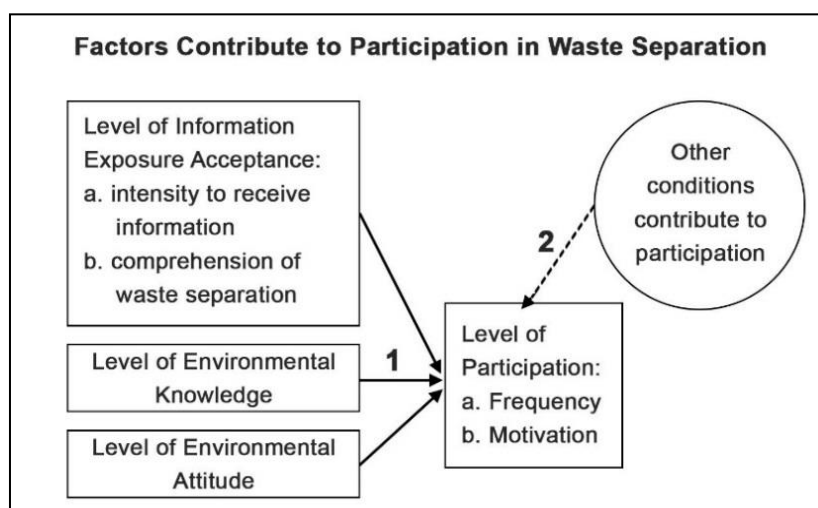 Factors Contribute to Participation in Waste Separation
Level of Information
Exposure Acceptance:
a. intensity to receive
information
b. comprehension of
waste separation
Other
conditions
contribute to
participation
2
1
Level of Environmental
Knowledge
Level of
Participation:
a. Frequency
b. Motivation
Level of Environmental
Attitude